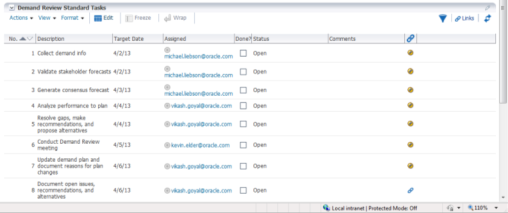 Demand Review Standard Tasks
Actions View Format Edit Freeze Wrap Links
No. Description Target Date Assigned Done? Status Comments
1 Collect demand info 4/2/13 michael.liebson@oracle.com Open
2 Validate stakeholder forecasts 4/2/13 michael.liebson@oracle.com Open
3 Generate consensus forecast 4/3/13 michael.liebson@oracle.com Open
4 Analyze performance to plan 4/4/13 vikash.goyal@oracle.com Open
Resolve gaps, make
5 recommendations, and 4/4/13 vikash.goyal@oracle.com Open
propose alternatives
6 Conduct Demand Review 4/5/13 kevin.elder@oracle.com Open
meeting
Update demand plan and
7 document reasons for plan 4/6/13 vikash.goyal@oracle.com Open
changes
Document open issues,
8 recommendations, and 4/6/13 vikash.goyal@oracle.com Open
alternatives
Local intranet | Protected Mode: Off 110%